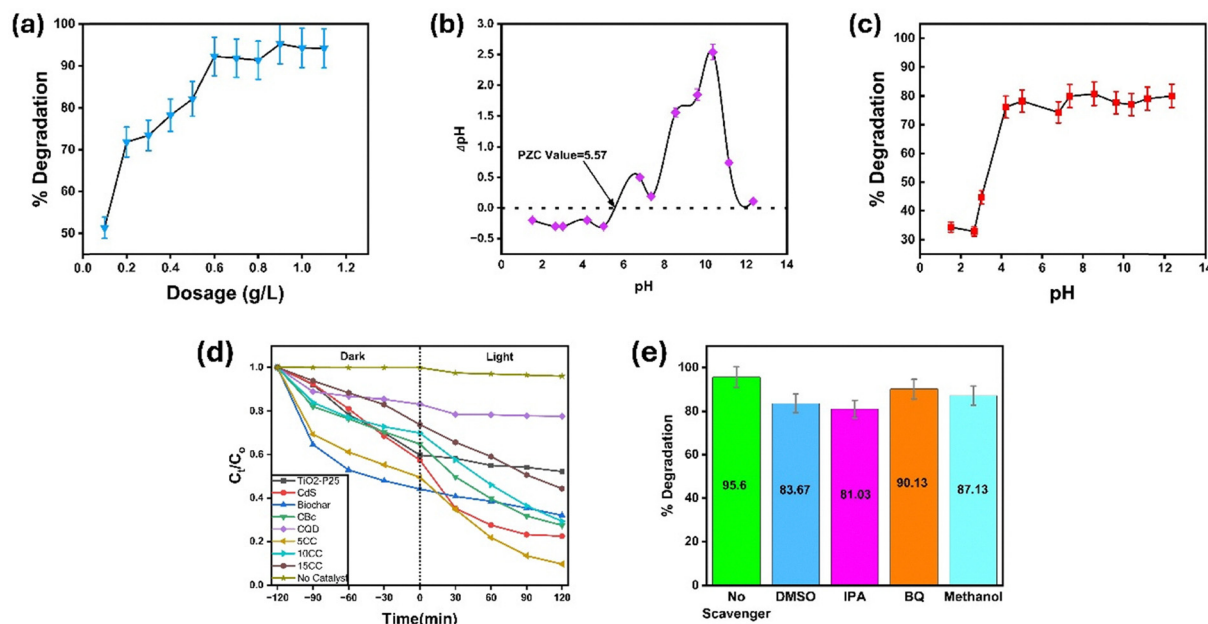 (a)
100
90
80
70
60
50
% Degradation
0.0 0.2 0.4 0.6 0.8 1.0 1.2
Dosage (g/L)
(b)
3.0
2.5
2.0
1.5
1.0
0.5
0.0
−0.5
ΔpH
PZC Value=5.57
0 2 4 6 8 10 12 14
pH
(c)
100
90
80
70
60
50
40
30
% Degradation
0 2 4 6 8 10 12 14
pH
(d)
Dark Light
1.0
0.8
0.6
0.4
0.2
0.0
Ct/Co
TiO2-P25
CdS
Biochar
CBc
CQD
5CC
10CC
15CC
No Catalyst
−120 −90 −60 −30 0 30 60 90 120
Time(min)
(e)
100
80
60
40
20
0
% Degradation
95.6 83.67 81.03 90.13 87.13
No Scavenger DMSO IPA BQ Methanol